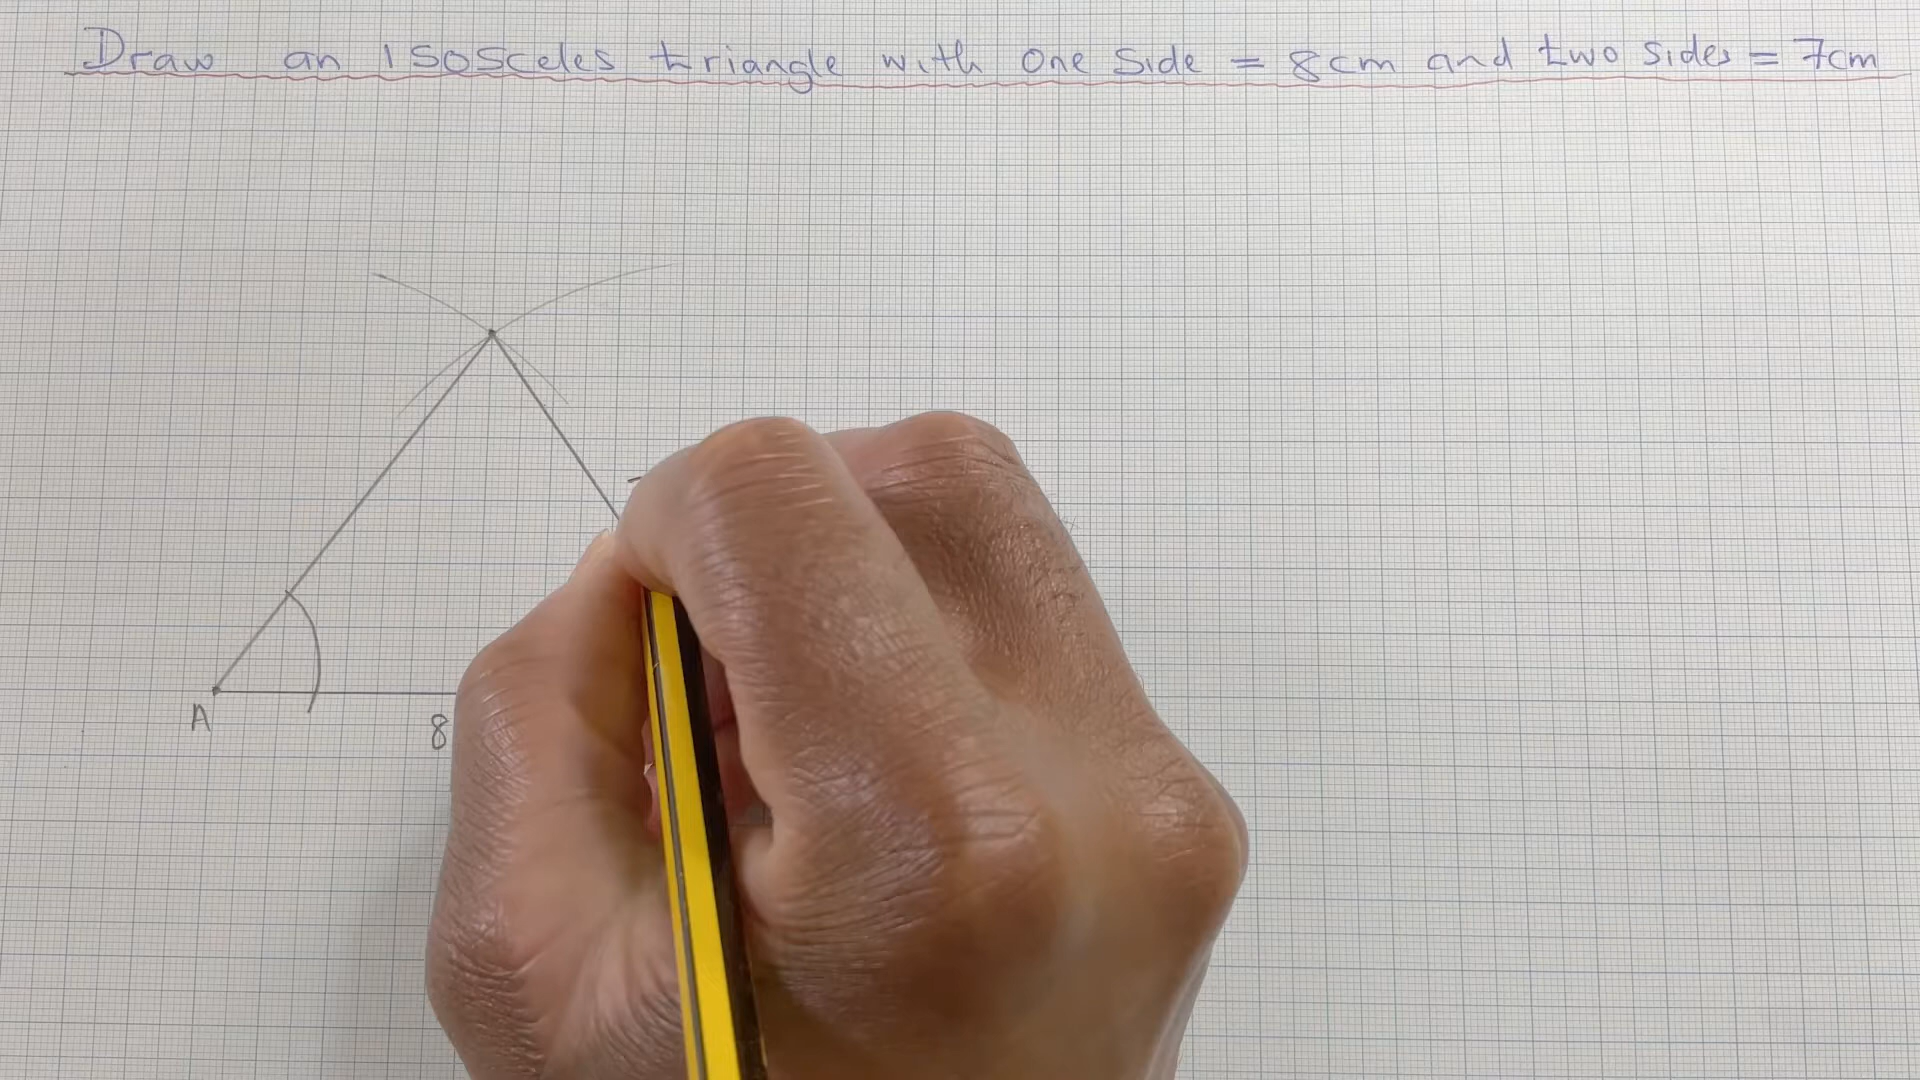 Draw an isosceles triangle with one side = 8cm and two sides = 7cm
A
8